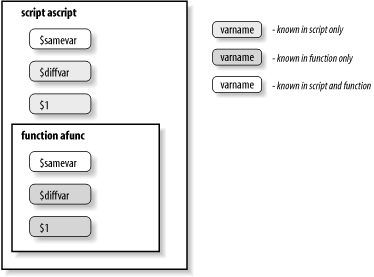 script ascript
$samevar
$diffvar
$1
function afunc
$samevar
$diffvar
$1
varname - known in script only
varname - known in function only
varname - known in script and function